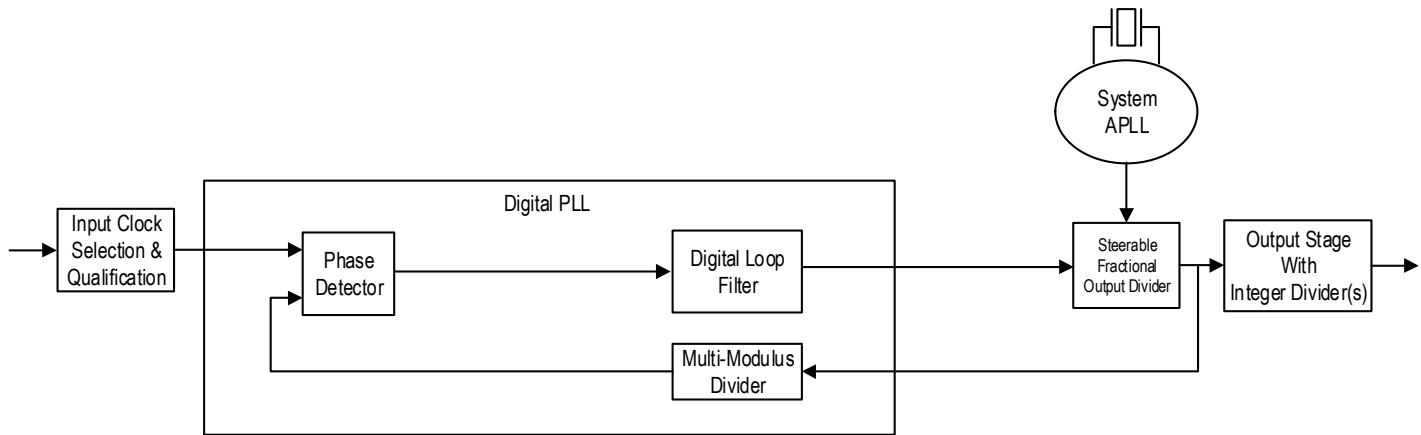 System
APLL
Digital PLL
Input Clock
Selection &
Qualification
Phase
Detector
Digital Loop
Filter
Steerable
Fractional
Output Divider
Output Stage
With
Integer Divider(s)
Multi-Modulus
Divider